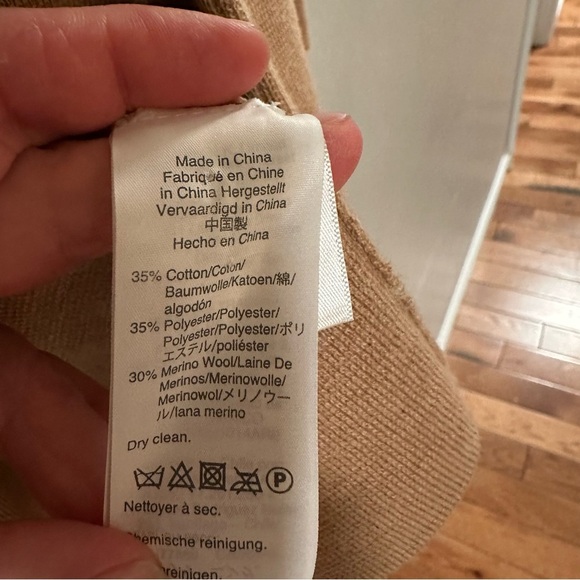 Made in China
Fabriqué en Chine
in China Hergestellt
Vervaardigd in China
中国製
Hecho en China
35% Cotton/Coton/
Baumwolle/Katoen/綿/
algodón
35% Polyester/Polyester/
Polyester/Polyester/ポリ
エステル/poliéster
30% Merino Wool/Laine De
Merinos/Merinowolle/
Merinowol/メリノウー
ル/lana merino
Dry clean.
P
Nettoyer à sec.
chemische reinigung.
reinigen.